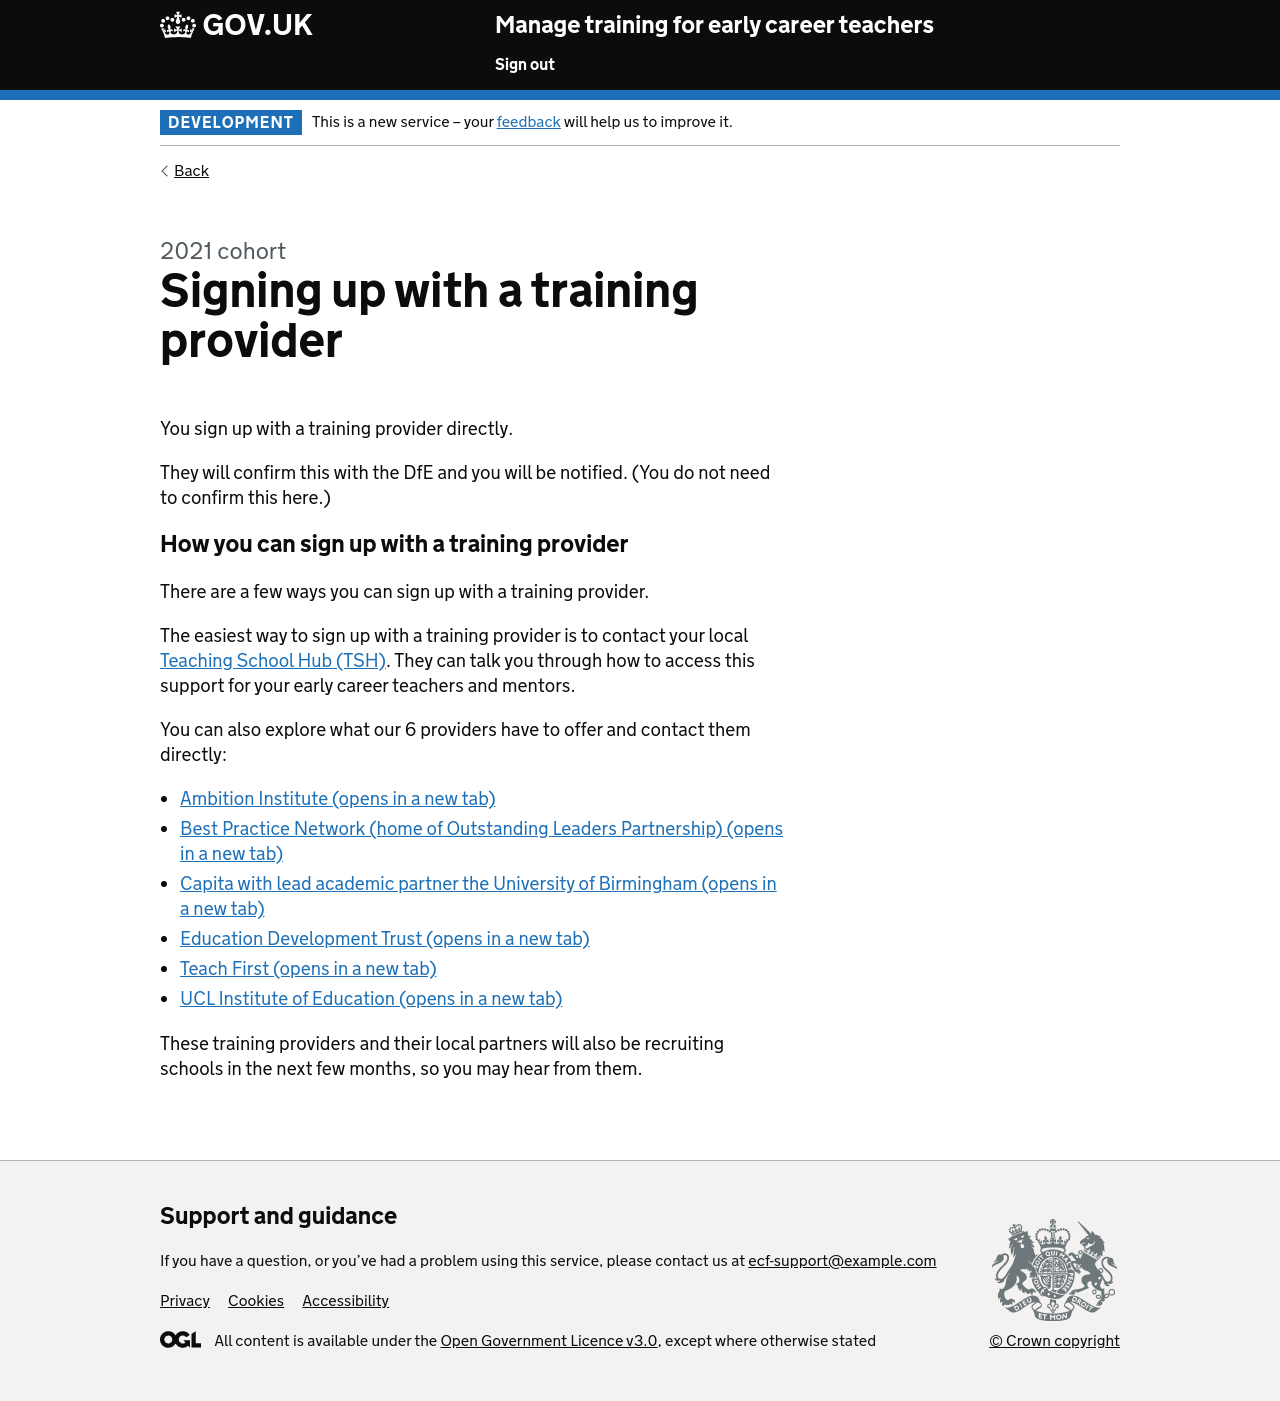 GOV.UK
Manage training for early career teachers
Sign out
DEVELOPMENT
This is a new service – your feedback will help us to improve it.
Back
2021 cohort
Signing up with a training
provider
You sign up with a training provider directly.
They will confirm this with the DfE and you will be notified. (You do not need
to confirm this here.)
How you can sign up with a training provider
There are a few ways you can sign up with a training provider.
The easiest way to sign up with a training provider is to contact your local
Teaching School Hub (TSH). They can talk you through how to access this
support for your early career teachers and mentors.
You can also explore what our 6 providers have to offer and contact them
directly:
Ambition Institute (opens in a new tab)
Best Practice Network (home of Outstanding Leaders Partnership) (opens
in a new tab)
Capita with lead academic partner the University of Birmingham (opens in
a new tab)
Education Development Trust (opens in a new tab)
Teach First (opens in a new tab)
UCL Institute of Education (opens in a new tab)
These training providers and their local partners will also be recruiting
schools in the next few months, so you may hear from them.
Support and guidance
If you have a question, or you’ve had a problem using this service, please contact us at ecf-support@example.com
Privacy Cookies Accessibility
OGL All content is available under the Open Government Licence v3.0, except where otherwise stated
DIEU ET MON DROIT
© Crown copyright